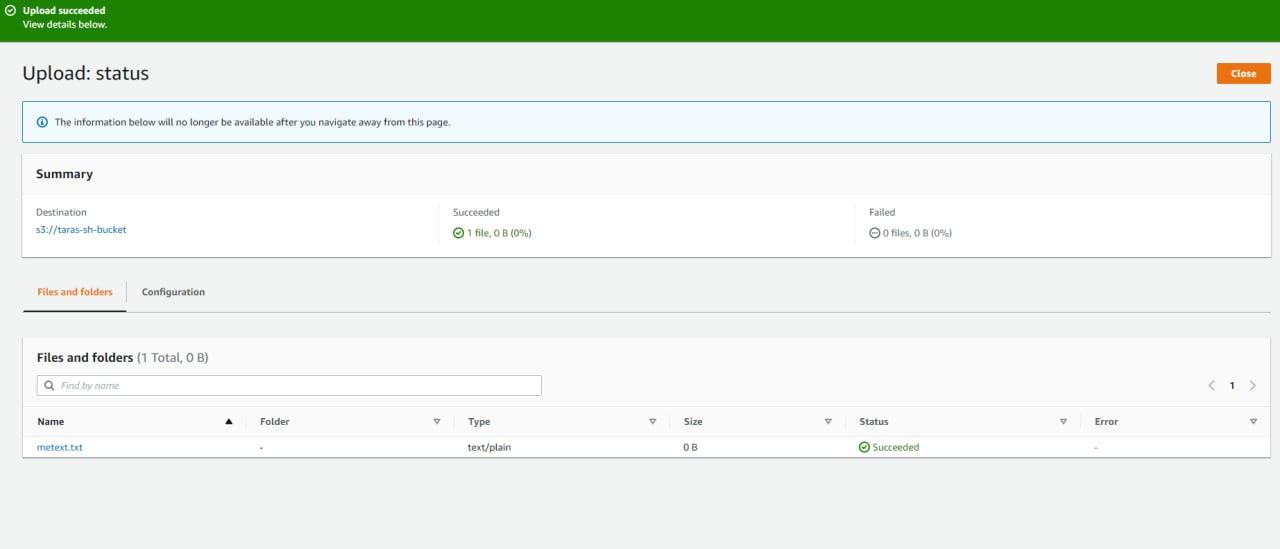 Upload succeeded
View details below.
Upload: status
Close
The information below will no longer be available after you navigate away from this page.
Summary
Destination
s3://taras-sh-bucket
Succeeded
1 file, 0 B (0%)
Failed
0 files, 0 B (0%)
Files and folders
Configuration
Files and folders (1 Total, 0 B)
Find by name
1
Name Folder Type Size Status Error
metext.txt - text/plain 0 B Succeeded -